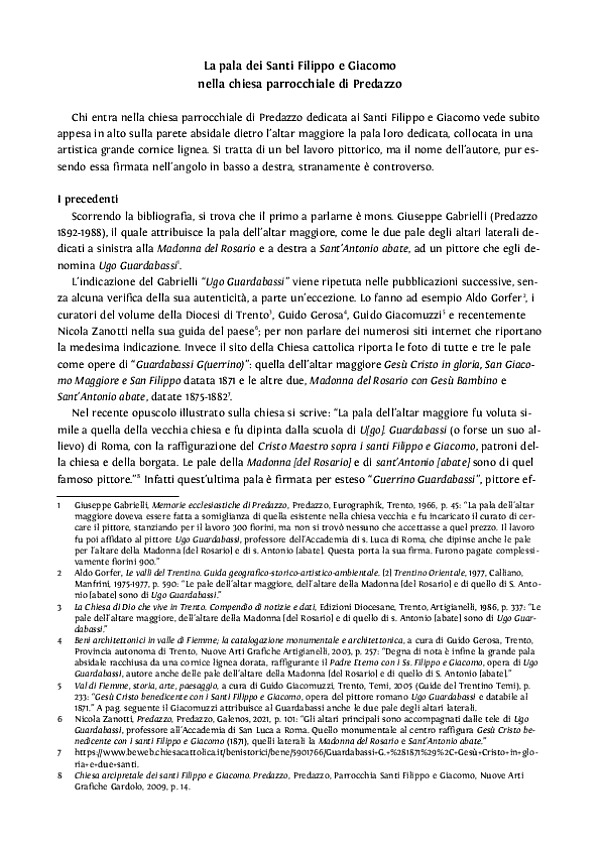 La pala dei Santi Filippo e Giacomo
nella chiesa parrocchiale di Predazzo
Chi entra nella chiesa parrocchiale di Predazzo dedicata ai Santi Filippo e Giacomo vede subito
appesa in alto sulla parete absidale dietro l'altar maggiore la pala loro dedicata, collocata in una
artistica grande cornice lignea. Si tratta di un bel lavoro pittorico, ma il nome dell'autore, pur es-
sendo essa firmata nell'angolo in basso a destra, stranamente è controverso.
I precedenti
Scorrendo la bibliografia, si trova che il primo a parlarne è mons. Giuseppe Gabrielli (Predazzo
1892-1988), il quale attribuisce la pala dell'altar maggiore, come le due pale degli altari laterali de-
dicati a sinistra alla Madonna del Rosario e a destra a Sant'Antonio abate, ad un pittore che egli de-
nomina Ugo Guardabassi1.
L'indicazione del Gabrielli "Ugo Guardabassi" viene ripetuta nelle pubblicazioni successive, sen-
za alcuna verifica della sua autenticità, a parte un'eccezione. Lo fanno ad esempio Aldo Gorfer2, i
curatori del volume della Diocesi di Trento3, Guido Gerosa4, Guido Giacomuzzi5 e recentemente
Nicola Zanotti nella sua guida del paese6; per non parlare dei numerosi siti internet che riportano
la medesima indicazione. Invece il sito della Chiesa cattolica riporta le foto di tutte e tre le pale
come opere di "Guardabassi G(uerrino)": quella dell'altar maggiore Gesù Cristo in gloria, San Giaco-
mo Maggiore e San Filippo datata 1871 e le altre due, Madonna del Rosario con Gesù Bambino e
Sant'Antonio abate, datate 1875-18827.
Nel recente opuscolo illustrato sulla chiesa si scrive: "La pala dell'altar maggiore fu voluta si-
mile a quella della vecchia chiesa e fu dipinta dalla scuola di U[go]. Guardabassi (o forse un suo al-
lievo) di Roma, con la raffigurazione del Cristo Maestro sopra i santi Filippo e Giacomo, patroni del-
la chiesa e della borgata. Le pale della Madonna [del Rosario] e di sant'Antonio [abate] sono di quel
famoso pittore."8 Infatti quest'ultima pala è firmata per esteso "Guerrino Guardabassi", pittore ef-
1 Giuseppe Gabrielli, Memorie ecclesiastiche di Predazzo, Predazzo, Eurographik, Trento, 1966, p. 45: "La pala dell'altar
maggiore doveva essere fatta a somiglianza di quella esistente nella chiesa vecchia e fu incaricato il curato di cer-
care il pittore, stanziando per il lavoro 300 fiorini, ma non si trovò nessuno che accettasse a quel prezzo. Il lavoro
fu poi affidato al pittore Ugo Guardabassi, professore dell'Accademia di s. Luca di Roma, che dipinse anche le pale
per l'altare della Madonna [del Rosario] e di s. Antonio [abate]. Questa porta la sua firma. Furono pagate complessi-
vamente fiorini 900."
2 Aldo Gorfer, Le valli del Trentino. Guida geografico-storico-artistico-ambientale. [2] Trentino Orientale, 1977, Calliano,
Manfrini, 1975-1977, p. 590: "Le pale dell'altar maggiore, dell'altare della Madonna [del Rosario] e di quello di S. Anto-
nio [abate] sono di Ugo Guardabassi."
3 La Chiesa di Dio che vive in Trento. Compendio di notizie e dati, Edizioni Diocesane, Trento, Artigianelli, 1986, p. 337: "Le
pale dell'altare maggiore, dell'altare della Madonna [del Rosario] e di quello di s. Antonio [abate] sono di Ugo Guar-
dabassi."
4 Beni architettonici in valle di Fiemme; la catalogazione monumentale e architettonica, a cura di Guido Gerosa, Trento,
Provincia autonoma di Trento, Nuove Arti Grafiche Artigianelli, 2003, p. 257: "Degna di nota è infine la grande pala
absidale racchiusa da una cornice lignea dorata, raffigurante il Padre Eterno con i Ss. Filippo e Giacomo, opera di Ugo
Guardabassi, autore anche delle pale dell'altare della Madonna [del Rosario] e di quello di S. Antonio [abate]."
5 Val di Fiemme, storia, arte, paesaggio, a cura di Guido Giacomuzzi, Trento, Temi, 2005 (Guide del Trentino Temi), p.
233: "Gesù Cristo benedicente con i Santi Filippo e Giacomo, opera del pittore romano Ugo Guardabassi e databile al
1871." A pag. seguente il Giacomuzzi attribuisce al Guardabassi anche le due pale degli altari laterali.
6 Nicola Zanotti, Predazzo, Predazzo, Galenos, 2021, p. 101: "Gli altari principali sono accompagnati dalle tele di Ugo
Guardabassi, professore all'Accademia di San Luca a Roma. Quello monumentale al centro raffigura Gesù Cristo be-
nedicente con i santi Filippo e Giacomo (1871), quelli laterali la Madonna del Rosario e Sant'Antonio abate."
7 https://www.beweb.chiesacattolica.it/benistorici/bene/5901766/Guardabassi+G.+%281871%29%2C+Gesù+Cristo+in+glo-
ria+e+due+santi.
8 Chiesa arcipretale dei santi Filippo e Giacomo. Predazzo, Predazzo, Parrocchia Santi Filippo e Giacomo, Nuove Arti
Grafiche Gardolo, 2009, p. 14.